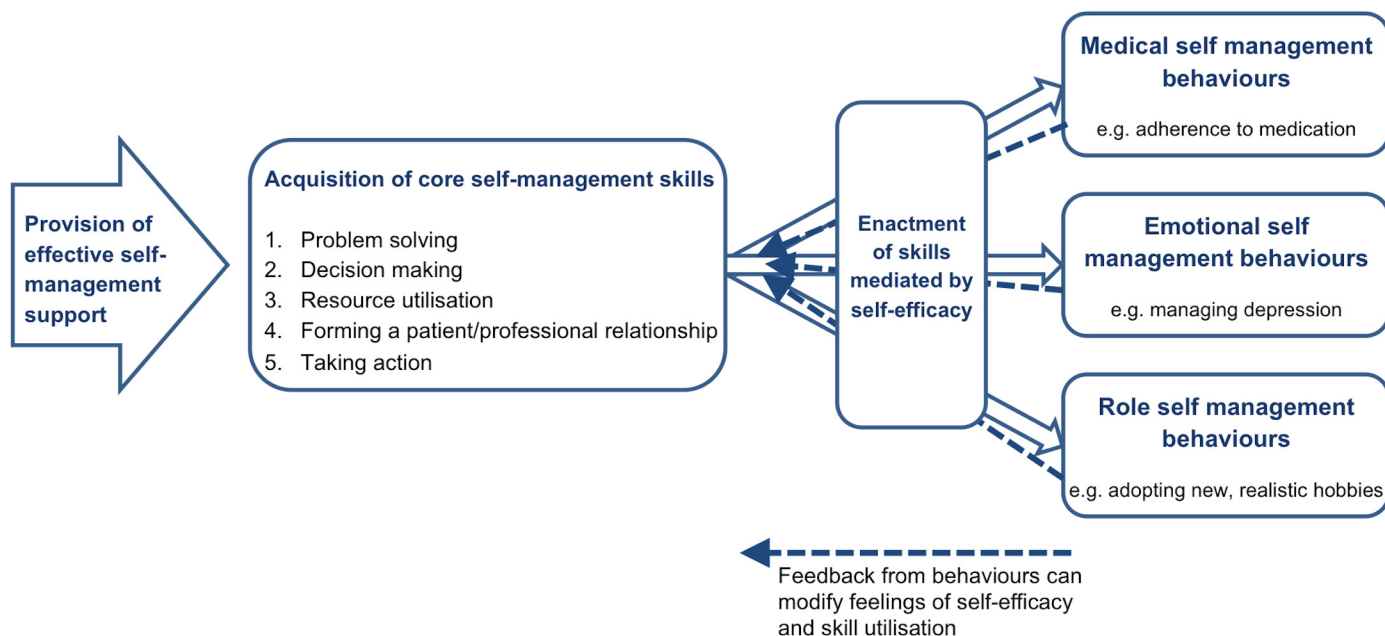 Provision of
effective self-
management
support
Acquisition of core self-management skills
1. Problem solving
2. Decision making
3. Resource utilisation
4. Forming a patient/professional relationship
5. Taking action
Enactment
of skills
mediated by
self-efficacy
Medical self management
behaviours
e.g. adherence to medication
Emotional self
management behaviours
e.g. managing depression
Role self management
behaviours
e.g. adopting new, realistic hobbies
Feedback from behaviours can
modify feelings of self-efficacy
and skill utilisation